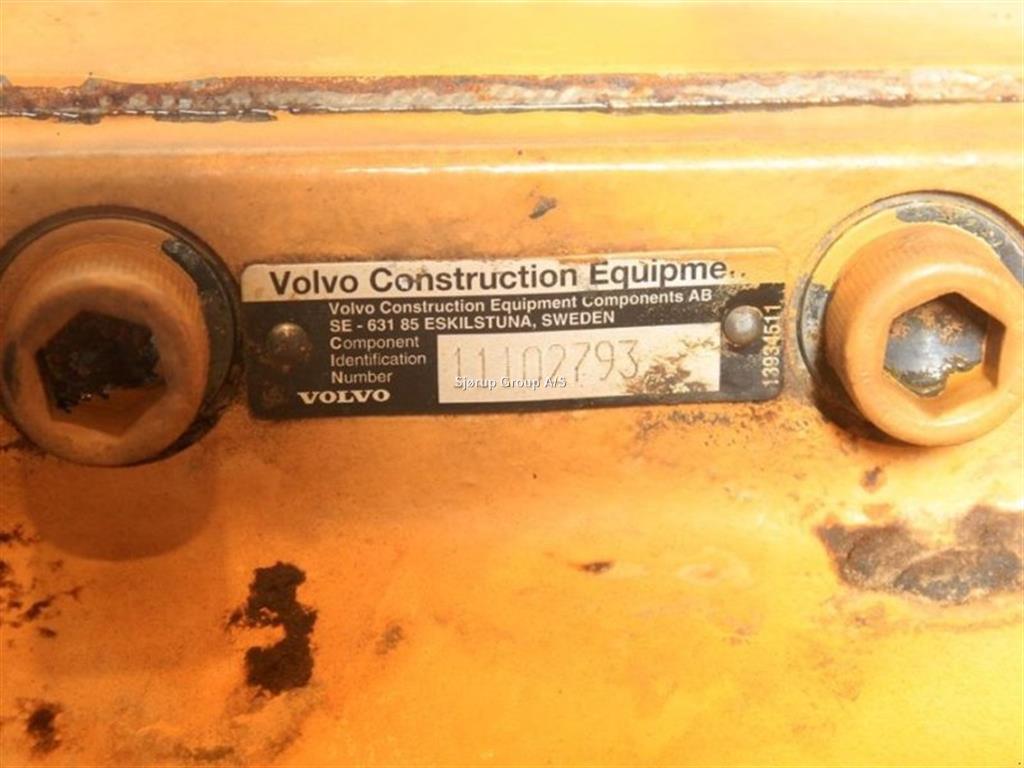 Volvo Construction Equipme
Volvo Construction Equipment Components AB
SE - 631 85 ESKILSTUNA, SWEDEN
Component
Identification
Number
11102793
VOLVO
13934511
Sjørup Group A/S